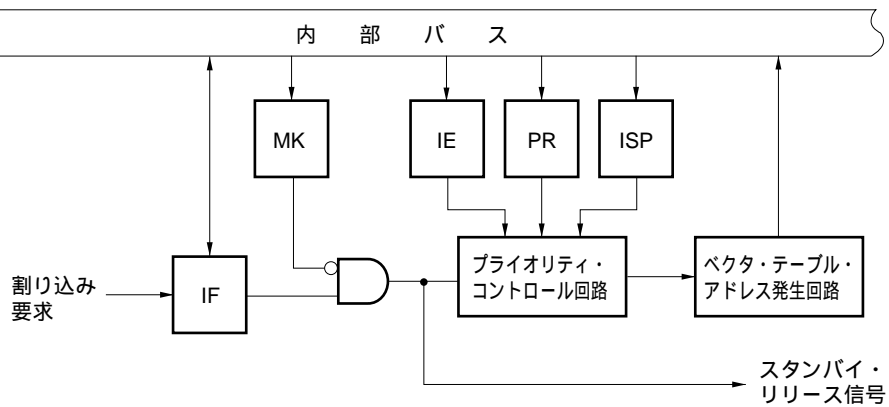 内部バス
MK
IE
PR
ISP
割り込み
要求
IF
プライオリティ・
コントロール回路
ベクタ・テーブル・
アドレス発生回路
スタンバイ・
リリース信号